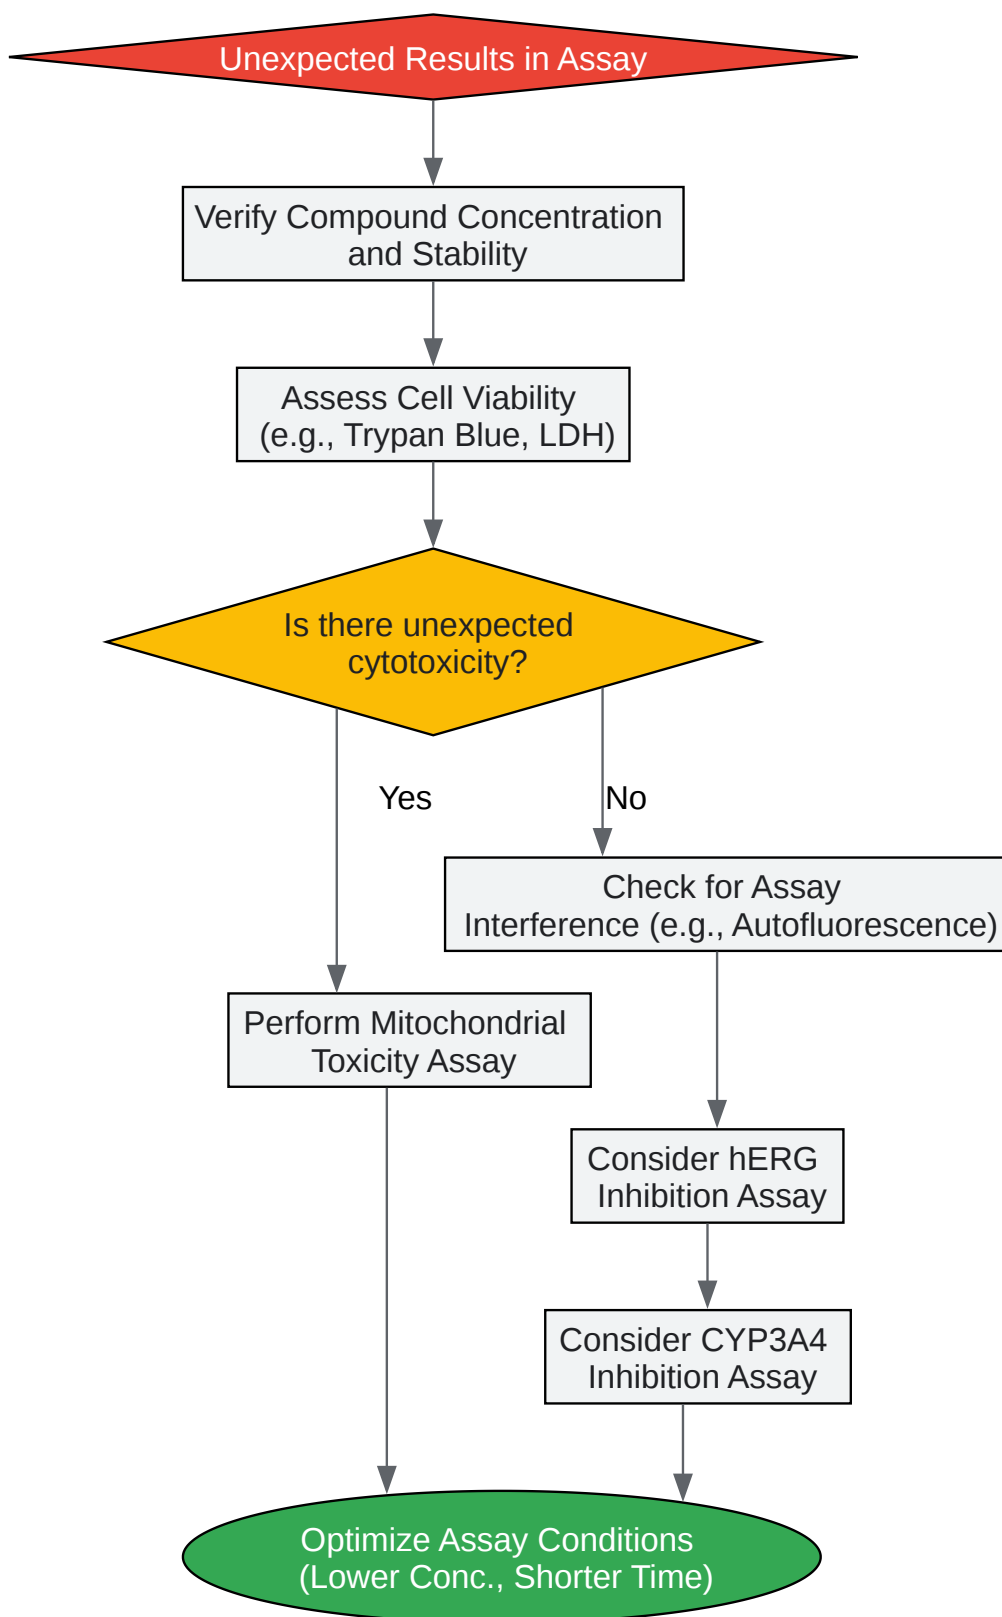 Unexpected Results in Assay
Verify Compound Concentration
and Stability
Assess Cell Viability
(e.g., Trypan Blue, LDH)
Is there unexpected
cytotoxicity?
Yes
No
Check for Assay
Interference (e.g., Autofluorescence)
Perform Mitochondrial
Toxicity Assay
Consider hERG
Inhibition Assay
Consider CYP3A4
Inhibition Assay
Optimize Assay Conditions
(Lower Conc., Shorter Time)